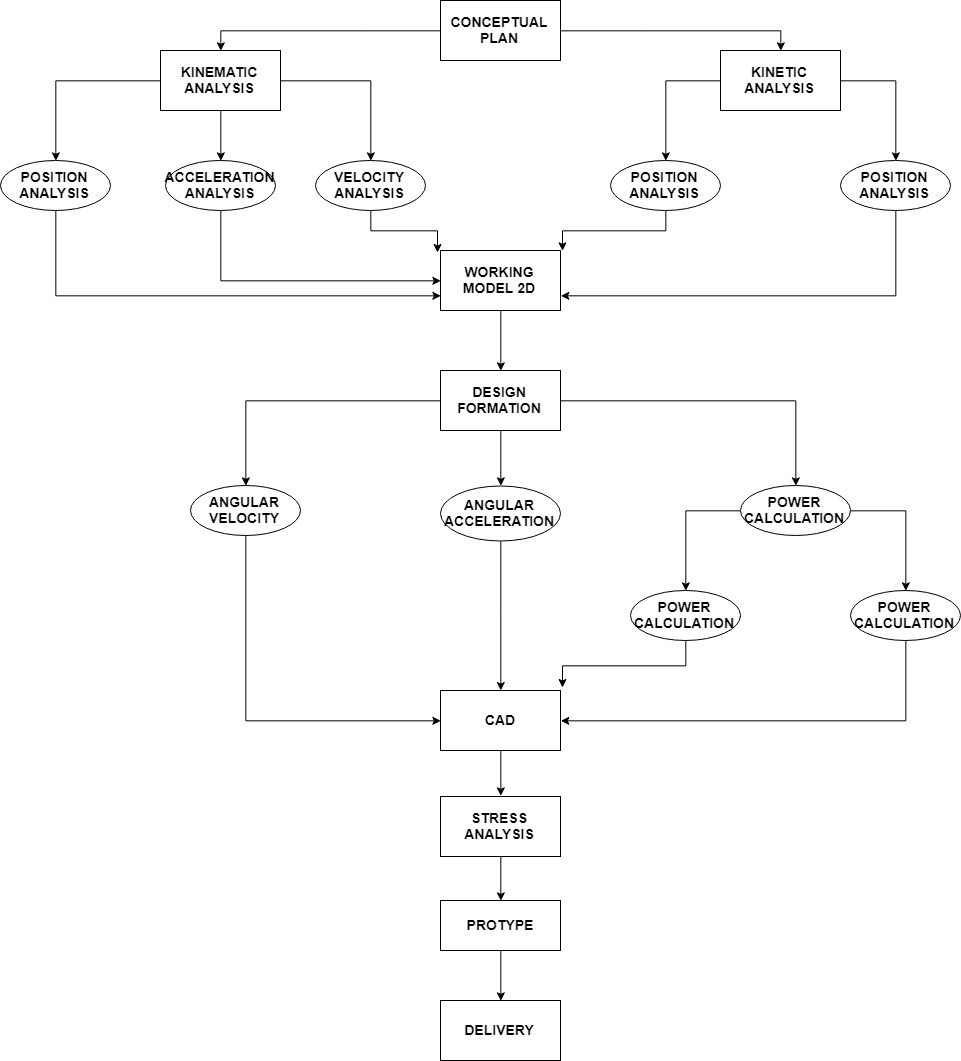 CONCEPTUAL
PLAN
KINEMATIC
ANALYSIS
KINETIC
ANALYSIS
POSITION
ANALYSIS
ACCELERATION
ANALYSIS
VELOCITY
ANALYSIS
POSITION
ANALYSIS
POSITION
ANALYSIS
WORKING
MODEL 2D
DESIGN
FORMATION
ANGULAR
VELOCITY
ANGULAR
ACCELERATION
POWER
CALCULATION
POWER
CALCULATION
POWER
CALCULATION
CAD
STRESS
ANALYSIS
PROTYPE
DELIVERY